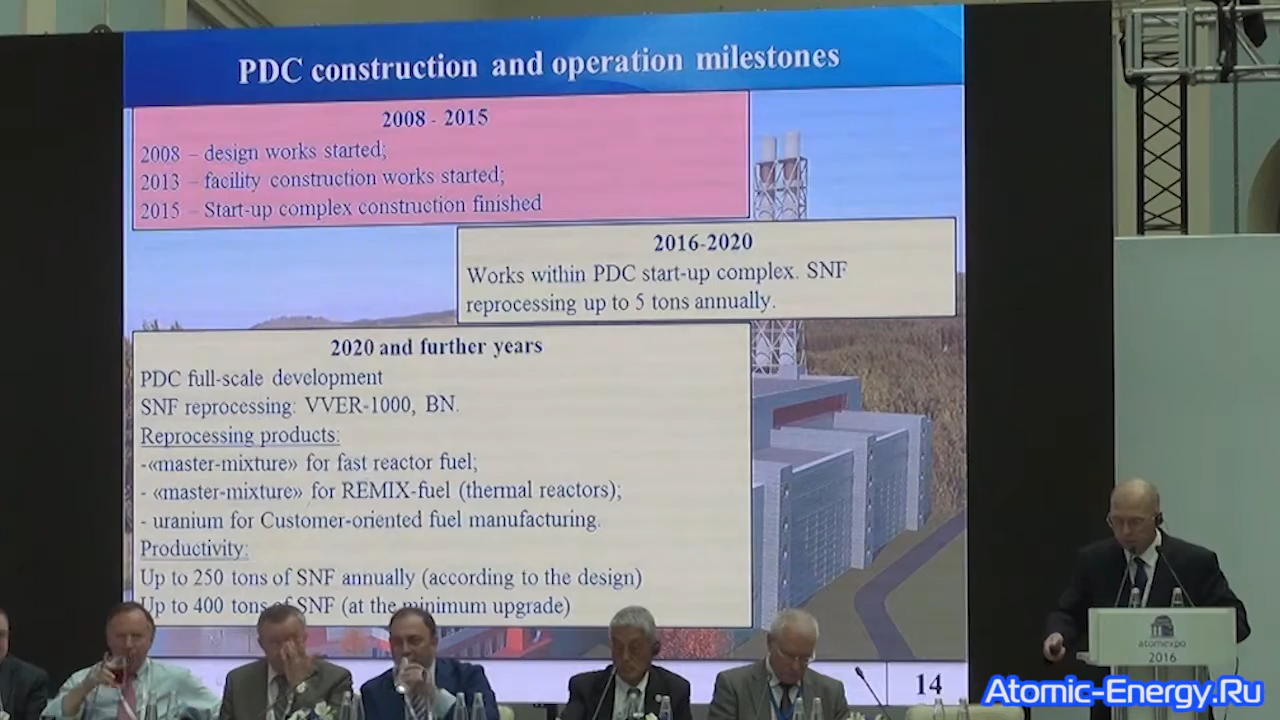 PDC construction and operation milestones
2008 - 2015
2008 – design works started;
2013 – facility construction works started;
2015 – Start-up complex construction finished
2016-2020
Works within PDC start-up complex. SNF
reprocessing up to 5 tons annually.
2020 and further years
PDC full-scale development
SNF reprocessing: VVER-1000, BN.
Reprocessing products:
-«master-mixture» for fast reactor fuel;
- «master-mixture» for REMIX-fuel (thermal reactors);
- uranium for Customer-oriented fuel manufacturing.
Productivity:
Up to 250 tons of SNF annually (according to the design)
Up to 400 tons of SNF (at the minimum upgrade)
14
atomexpo
2016
Atomic-Energy.Ru